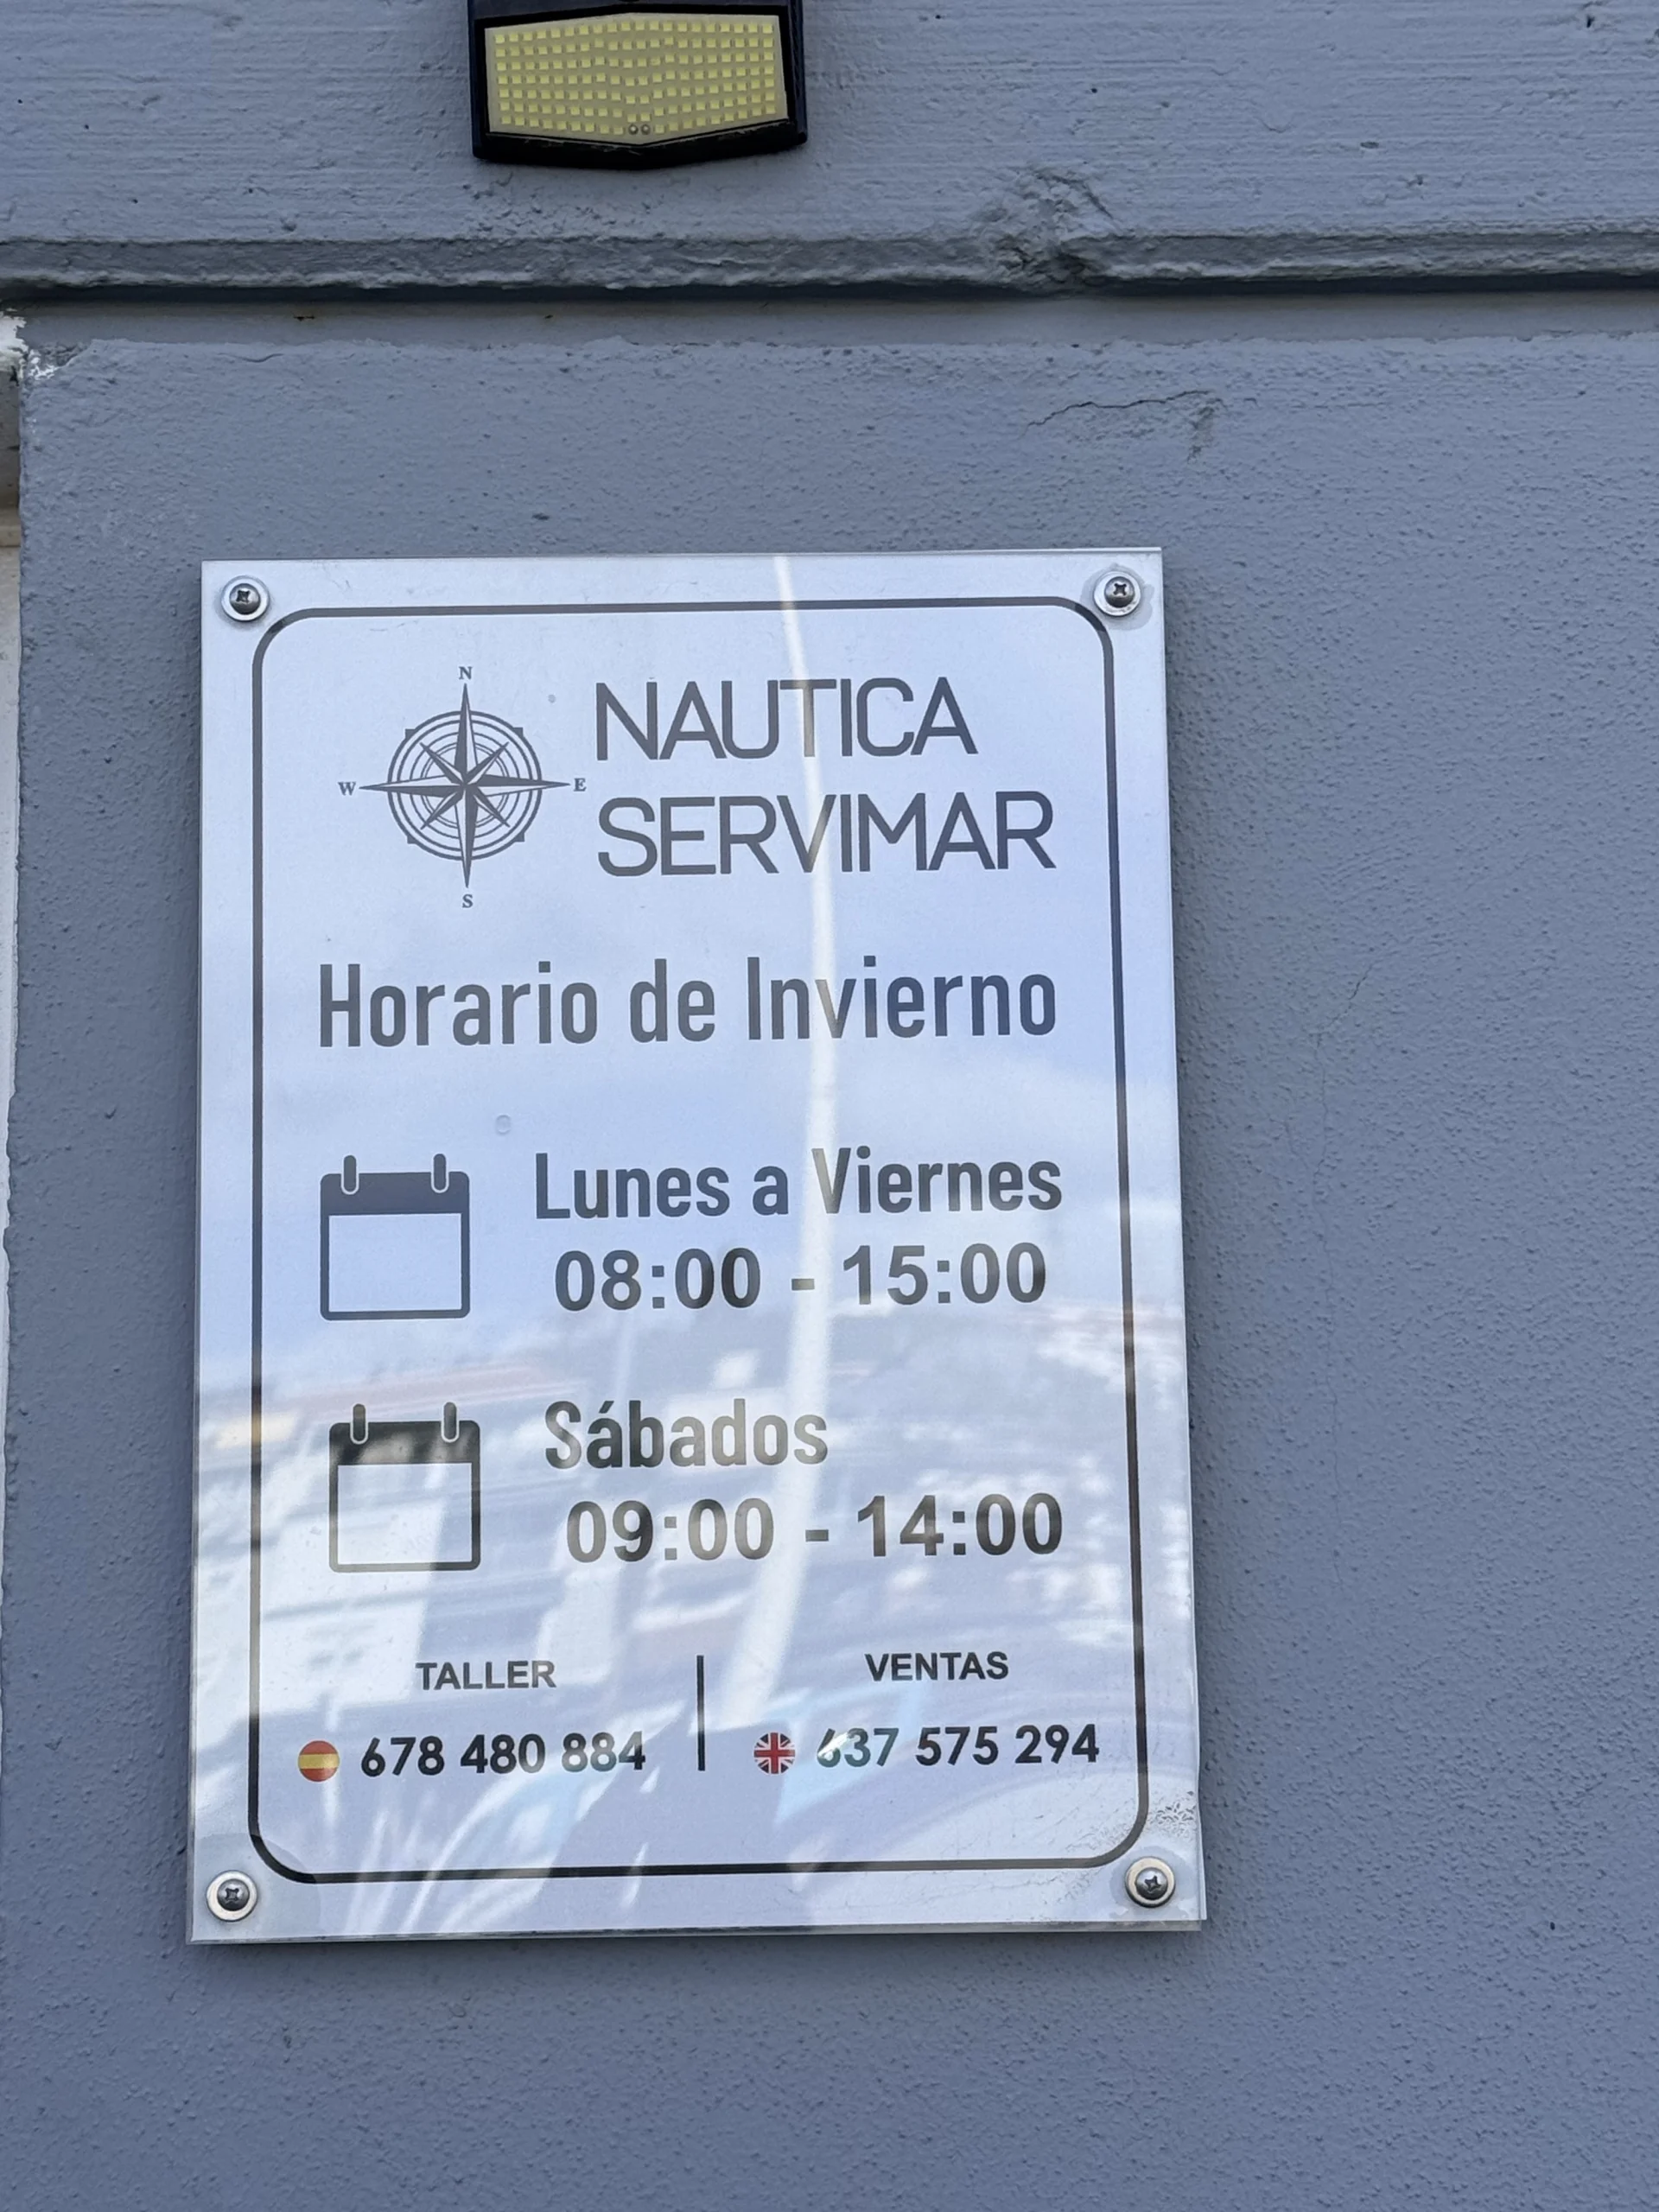 N
W E
S
NAUTICA
SERVIMAR
Horario de Invierno
Lunes a Viernes
08:00 - 15:00
Sábados
09:00 - 14:00
TALLER
678 480 884
VENTAS
637 575 294